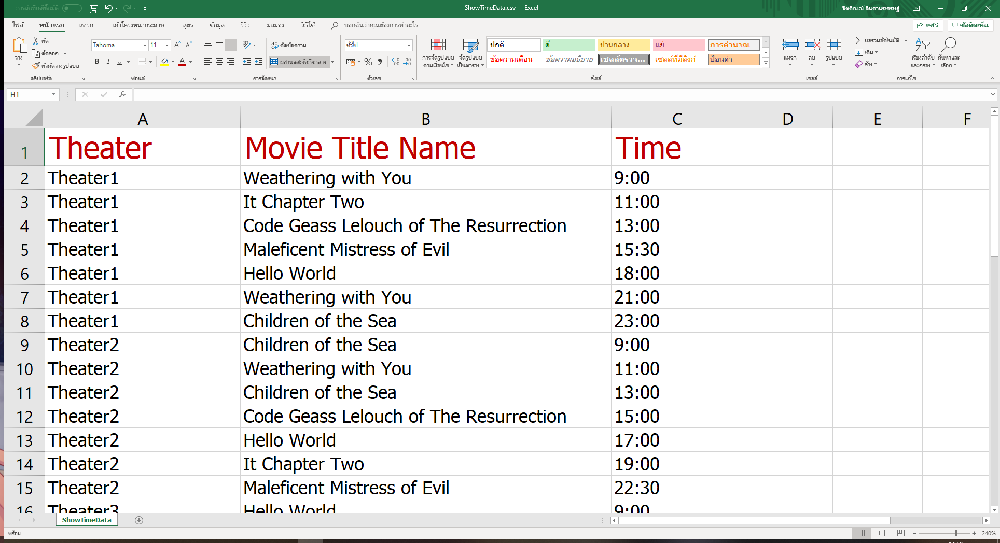 การบันทึกอัตโนมัติ
ShowTimeData.csv - Excel
จิตติณณ์ จินดานรเศรษฐ์
ไฟล์ หน้าแรก แทรก เค้าโครงหน้ากระดาษ สูตร ข้อมูล รีวิว มุมมอง วิธีใช้ บอกฉันว่าคุณต้องการทำอะไร แชร์ ข้อคิดเห็น
วาง
ตัด
คัดลอก
ตัวคัดวางรูปแบบ
คลิปบอร์ด
Tahoma 11
B I U
ฟอนต์
ตัดข้อความ
ผสานและจัดกึ่งกลาง
การจัดแนว
ทั่วไป
ตัวเลข
การจัดรูปแบบตามเงื่อนไข
จัดรูปแบบเป็นตาราง
ปกติ ดี ปานกลาง แย่ การคำนวณ
ข้อความเตือน ข้อความอธิบาย เซลล์ตรวจ... เซลล์ที่มีลิงก์ ป้อนค่า
สไตล์
แทรก ลบ รูปแบบ
เซลล์
ผลรวมอัตโนมัติ
เติม
ล้าง
เรียงลำดับและกรอง
ค้นหาและเลือก
การแก้ไข
H1 fx
A B C D E F
1 Theater Movie Title Name Time
2 Theater1 Weathering with You 9:00
3 Theater1 It Chapter Two 11:00
4 Theater1 Code Geass Lelouch of The Resurrection 13:00
5 Theater1 Maleficent Mistress of Evil 15:30
6 Theater1 Hello World 18:00
7 Theater1 Weathering with You 21:00
8 Theater1 Children of the Sea 23:00
9 Theater2 Children of the Sea 9:00
10 Theater2 Weathering with You 11:00
11 Theater2 Children of the Sea 13:00
12 Theater2 Code Geass Lelouch of The Resurrection 15:00
13 Theater2 Hello World 17:00
14 Theater2 It Chapter Two 19:00
15 Theater2 Maleficent Mistress of Evil 22:30
16 Theater3 Hello World 9:00
ShowTimeData
พร้อม
240%